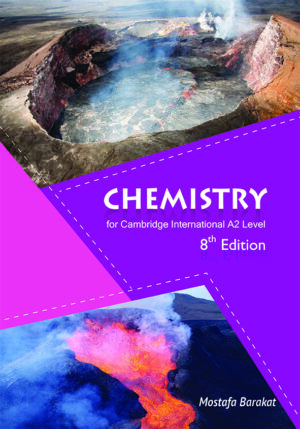 CHEMISTRY
for Cambridge International A2 Level
8th Edition
Mostafa Barakat